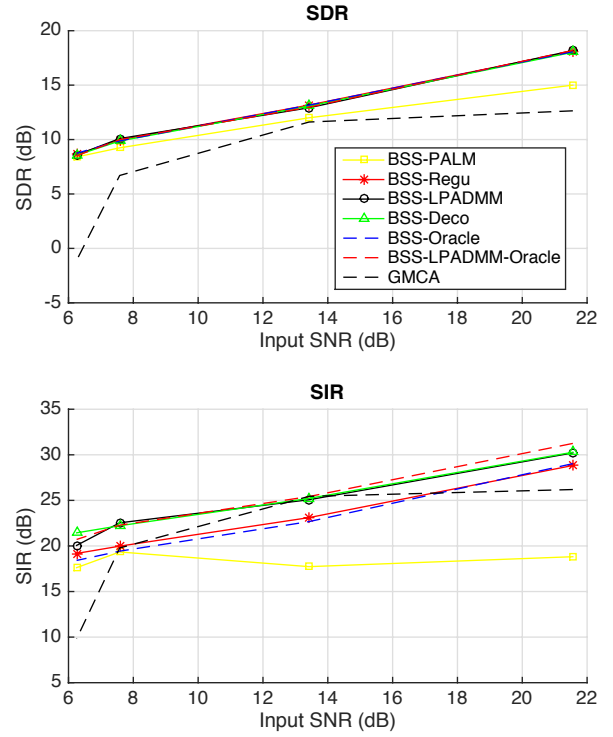 SDR
20
15
10
5
0
-5
SDR (dB)
BSS-PALM
BSS-Regu
BSS-LPADMM
BSS-Deco
BSS-Oracle
BSS-LPADMM-Oracle
GMCA
6 8 10 12 14 16 18 20 22
Input SNR (dB)
SIR
35
30
25
20
15
10
5
SIR (dB)
6 8 10 12 14 16 18 20 22
Input SNR (dB)